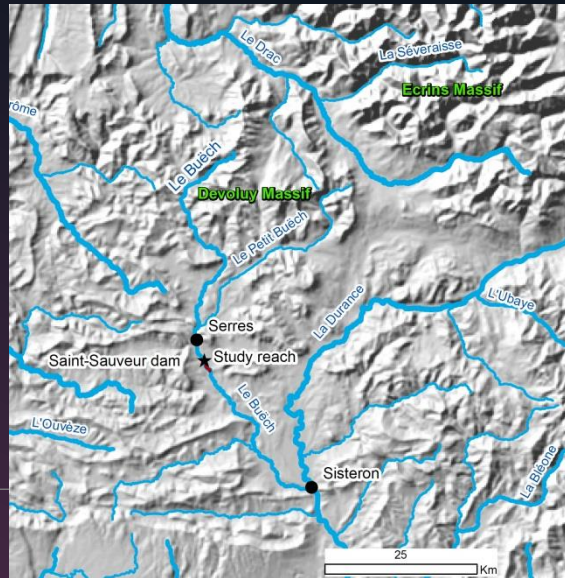 Le Drac
La Séveraisse
Ecrins Massif
rôme
Le Buëch
Devoluy Massif
Le Petit Buëch
L'Ubaye
La Durance
Serres
Saint-Sauveur dam
Study reach
Le Buëch
L'Ouvèze
La Bléone
Sisteron
25
Km